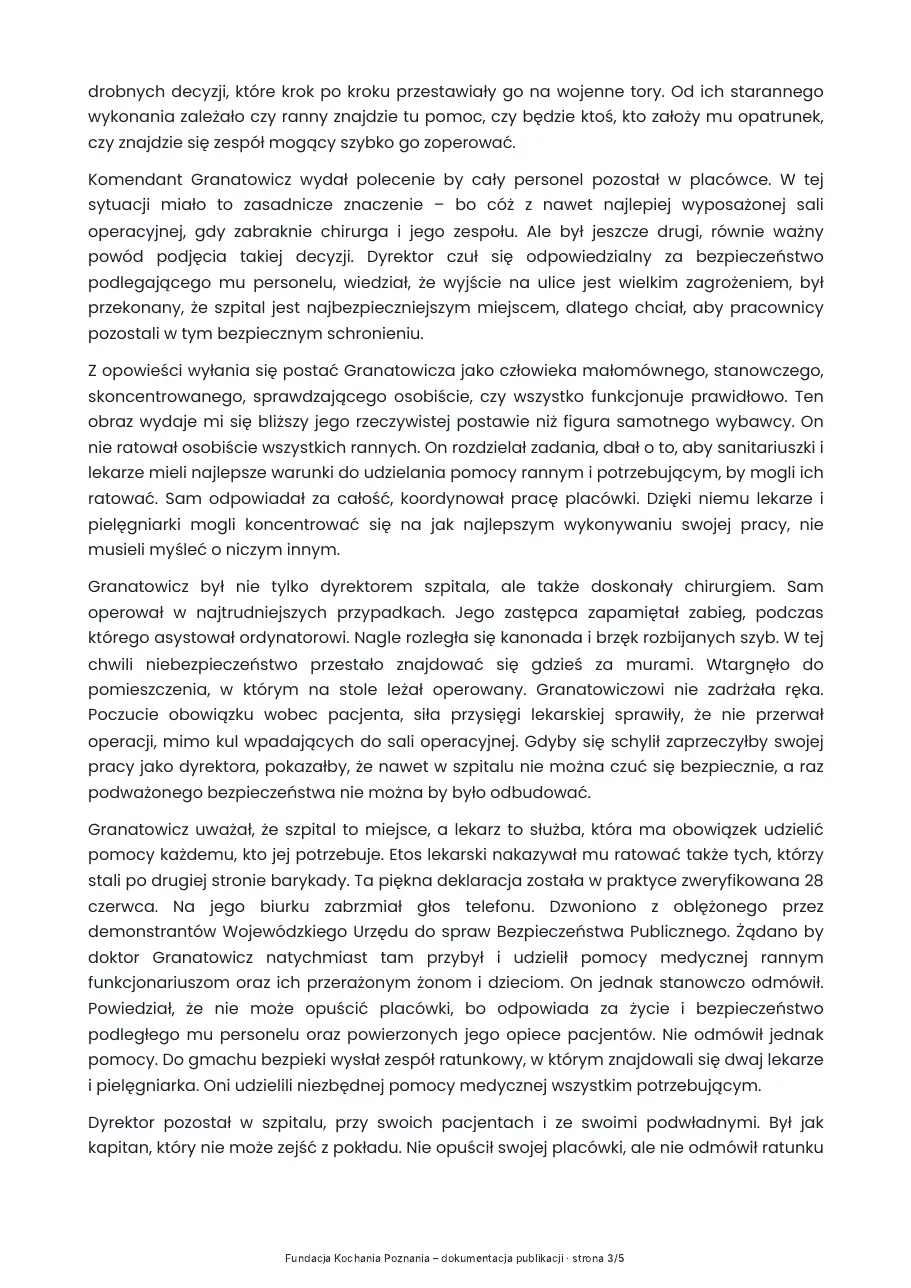 drobnych decyzji, które krok po kroku przestawiały go na wojenne tory. Od ich starannego
wykonania zależało czy ranny znajdzie tu pomoc, czy będzie ktoś, kto założy mu opatrunek,
czy znajdzie się zespół mogący szybko go zoperować.
Komendant Granatowicz wydał polecenie by cały personel pozostał w placówce. W tej
sytuacji miało to zasadnicze znaczenie – bo cóż z nawet najlepiej wyposażonej sali
operacyjnej, gdy zabraknie chirurga i jego zespołu. Ale był jeszcze drugi, równie ważny
powód podjęcia takiej decyzji. Dyrektor czuł się odpowiedzialny za bezpieczeństwo
podlegającego mu personelu, wiedział, że wyjście na ulice jest wielkim zagrożeniem, był
przekonany, że szpital jest najbezpieczniejszym miejscem, dlatego chciał, aby pracownicy
pozostali w tym bezpiecznym schronieniu.
Z opowieści wyłania się postać Granatowicza jako człowieka małomównego, stanowczego,
skoncentrowanego, sprawdzającego osobiście, czy wszystko funkcjonuje prawidłowo. Ten
obraz wydaje mi się bliższy jego rzeczywistej postawie niż figura samotnego wybawcy. On
nie ratował osobiście wszystkich rannych. On rozdzielał zadania, dbał o to, aby sanitariuszki i
lekarze mieli najlepsze warunki do udzielania pomocy rannym i potrzebującym, by mogli ich
ratować. Sam odpowiadał za całość, koordynował pracę placówki. Dzięki niemu lekarze i
pielęgniarki mogli koncentrować się na jak najlepszym wykonywaniu swojej pracy, nie
musieli myśleć o niczym innym.
Granatowicz był nie tylko dyrektorem szpitala, ale także doskonały chirurgiem. Sam
operował w najtrudniejszych przypadkach. Jego zastępca zapamiętał zabieg, podczas
którego asystował ordynatorowi. Nagle rozległa się kanonada i brzęk rozbijanych szyb. W tej
chwili niebezpieczeństwo przestało znajdować się gdzieś za murami. Wtargnęło do
pomieszczenia, w którym na stole leżał operowany. Granatowiczowi nie zadrżała ręka.
Poczucie obowiązku wobec pacjenta, siła przysięgi lekarskiej sprawiły, że nie przerwał
operacji, mimo kul wpadających do sali operacyjnej. Gdyby się schylił zaprzeczyłby swojej
pracy jako dyrektora, pokazałby, że nawet w szpitalu nie można czuć się bezpiecznie, a raz
podważonego bezpieczeństwa nie można by było odbudować.
Granatowicz uważał, że szpital to miejsce, a lekarz to służba, która ma obowiązek udzielić
pomocy każdemu, kto jej potrzebuje. Etos lekarski nakazywał mu ratować także tych, którzy
stali po drugiej stronie barykady. Ta piękna deklaracja została w praktyce zweryfikowana 28
czerwca. Na jego biurku zabrzmiał głos telefonu. Dzwoniono z oblężonego przez
demonstrantów Wojewódzkiego Urzędu do spraw Bezpieczeństwa Publicznego. Żądano by
doktor Granatowicz natychmiast tam przybył i udzielił pomocy medycznej rannym
funkcjonariuszom oraz ich przerażonym żonom i dzieciom. On jednak stanowczo odmówił.
Powiedział, że nie może opuścić placówki, bo odpowiada za życie i bezpieczeństwo
podległego mu personelu oraz powierzonych jego opiece pacjentów. Nie odmówił jednak
pomocy. Do gmachu bezpieki wysłał zespół ratunkowy, w którym znajdowali się dwaj lekarze
i pielęgniarka. Oni udzielili niezbędnej pomocy medycznej wszystkim potrzebującym.
Dyrektor pozostał w szpitalu, przy swoich pacjentach i ze swoimi podwładnymi. Był jak
kapitan, który nie może zejść z pokładu. Nie opuścił swojej placówki, ale nie odmówił ratunku
Fundacja Kochania Poznania – dokumentacja publikacji · strona 3/5